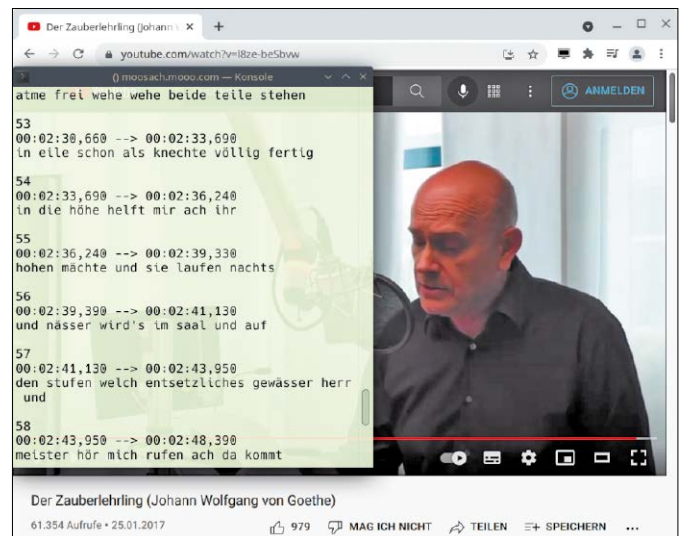 Der Zauberlehrling (Johann
youtube.com/watch?v=l8ze-beSbvw
() moosach.mooo.com — Konsole
ANMELDEN
atme frei wehe wehe beide teile stehen
53
00:02:30,660 --> 00:02:33,690
in eile schon als knechte völlig fertig
54
00:02:33,690 --> 00:02:36,240
in die höhe helft mir ach ihr
55
00:02:36,240 --> 00:02:39,330
hohen mächte und sie laufen nachts
56
00:02:39,390 --> 00:02:41,130
und nässer wird's im saal und auf
57
00:02:41,130 --> 00:02:43,950
den stufen welch entsetzliches gewässer herr
und
58
00:02:43,950 --> 00:02:48,390
meister hör mich rufen ach da kommt
Der Zauberlehrling (Johann Wolfgang von Goethe)
61.354 Aufrufe • 25.01.2017 979 MAG ICH NICHT TEILEN SPEICHERN ...